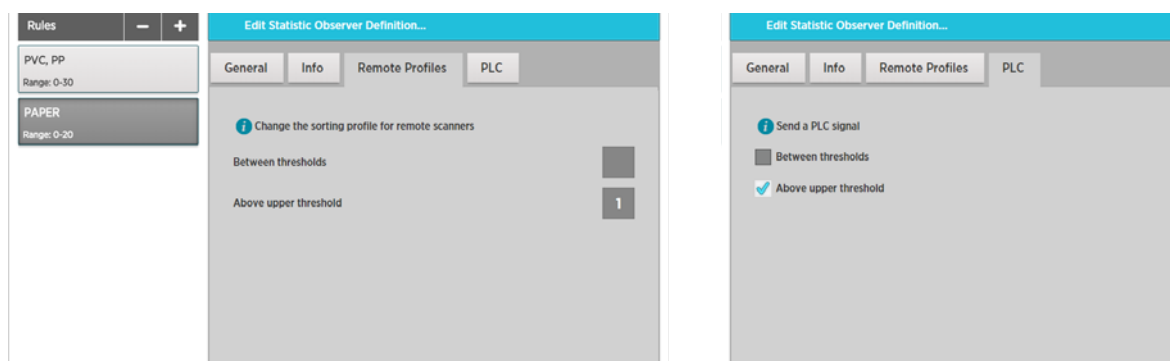 Rules − +
PVC, PP
Range: 0-30
PAPER
Range: 0-20
Edit Statistic Observer Definition...
General Info Remote Profiles PLC
i Change the sorting profile for remote scanners
Between thresholds
Above upper threshold 1
Edit Statistic Observer Definition...
General Info Remote Profiles PLC
i Send a PLC signal
Between thresholds
Above upper threshold